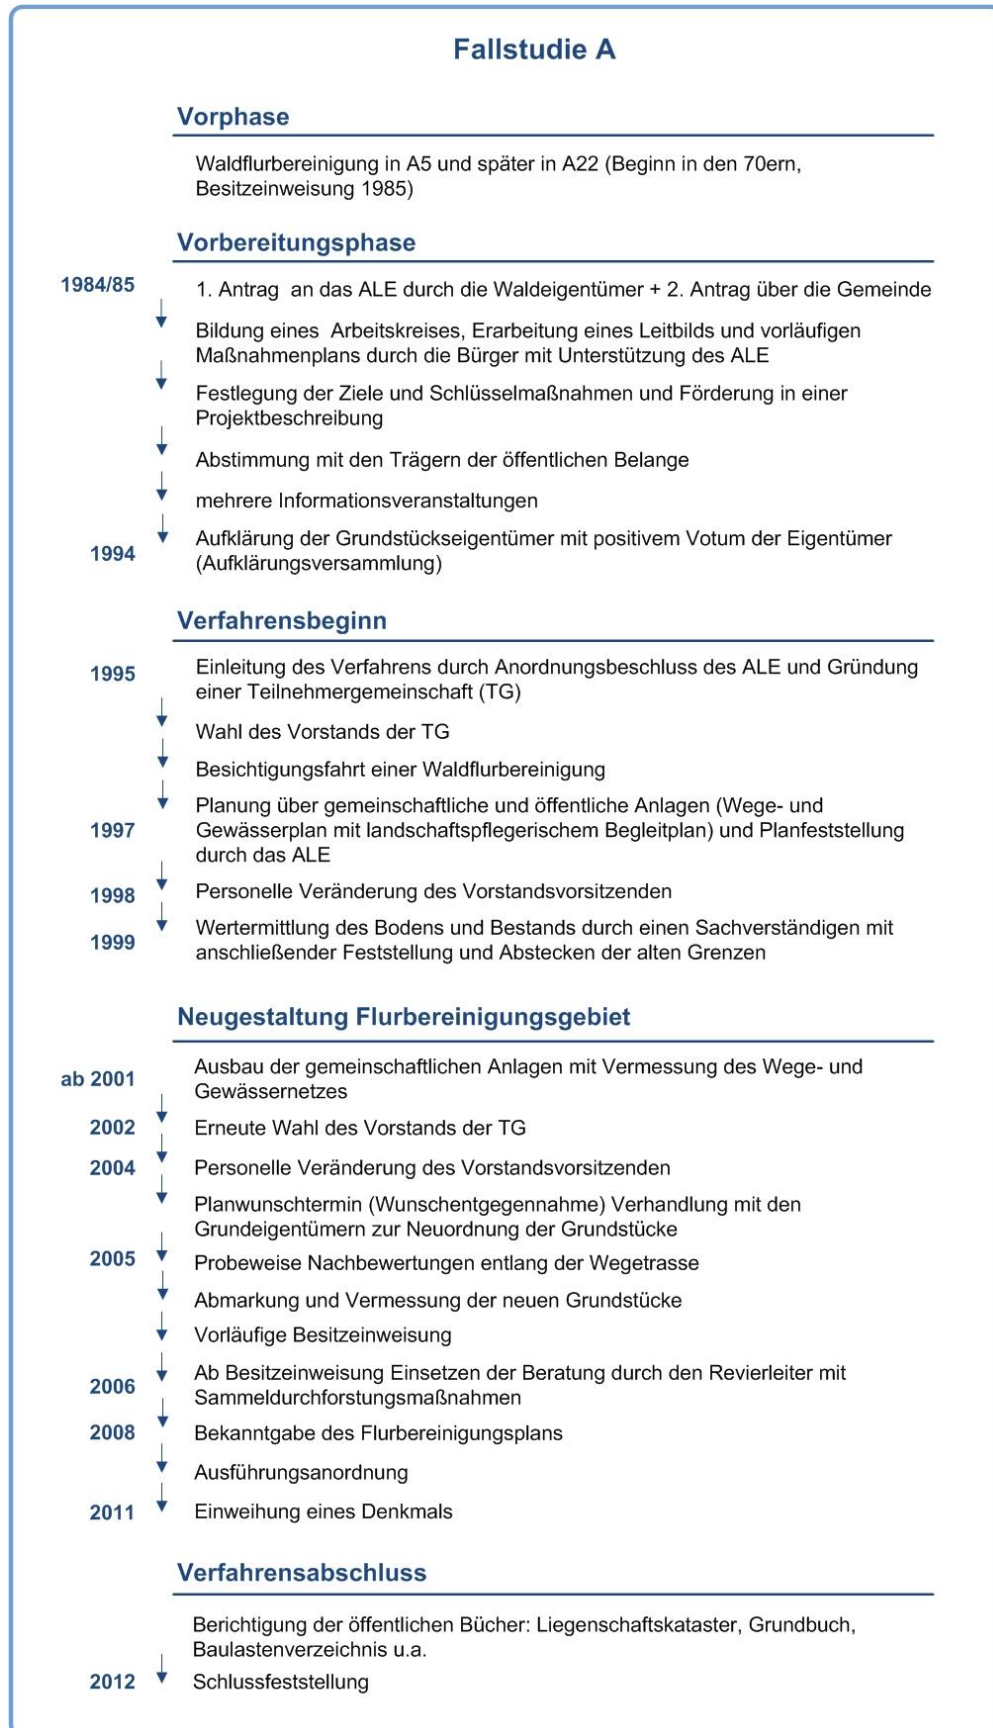 Fallstudie A
Vorphase
Waldflurbereinigung in A5 und später in A22 (Beginn in den 70ern,
Besitzeinweisung 1985)
Vorbereitungsphase
1984/85
1. Antrag an das ALE durch die Waldeigentümer + 2. Antrag über die Gemeinde
Bildung eines Arbeitskreises, Erarbeitung eines Leitbilds und vorläufigen
Maßnahmenplans durch die Bürger mit Unterstützung des ALE
Festlegung der Ziele und Schlüsselmaßnahmen und Förderung in einer
Projektbeschreibung
Abstimmung mit den Trägern der öffentlichen Belange
mehrere Informationsveranstaltungen
1994
Aufklärung der Grundstückseigentümer mit positivem Votum der Eigentümer
(Aufklärungsversammlung)
Verfahrensbeginn
1995
Einleitung des Verfahrens durch Anordnungsbeschluss des ALE und Gründung
einer Teilnehmergemeinschaft (TG)
Wahl des Vorstands der TG
Besichtigungsfahrt einer Waldflurbereinigung
1997
Planung über gemeinschaftliche und öffentliche Anlagen (Wege- und
Gewässerplan mit landschaftspflegerischem Begleitplan) und Planfeststellung
durch das ALE
1998
Personelle Veränderung des Vorstandsvorsitzenden
1999
Wertermittlung des Bodens und Bestands durch einen Sachverständigen mit
anschließender Feststellung und Abstecken der alten Grenzen
Neugestaltung Flurbereinigungsgebiet
ab 2001
Ausbau der gemeinschaftlichen Anlagen mit Vermessung des Wege- und
Gewässernetzes
2002
Erneute Wahl des Vorstands der TG
2004
Personelle Veränderung des Vorstandsvorsitzenden
Planwunschtermin (Wunschentgegennahme) Verhandlung mit den
Grundeigentümern zur Neuordnung der Grundstücke
2005
Probeweise Nachbewertungen entlang der Wegetrasse
Abmarkung und Vermessung der neuen Grundstücke
Vorläufige Besitzeinweisung
2006
Ab Besitzeinweisung Einsetzen der Beratung durch den Revierleiter mit
Sammeldurchforstungsmaßnahmen
2008
Bekanntgabe des Flurbereinigungsplans
Ausführungsanordnung
2011
Einweihung eines Denkmals
Verfahrensabschluss
Berichtigung der öffentlichen Bücher: Liegenschaftskataster, Grundbuch,
Baulastenverzeichnis u.a.
2012
Schlussfeststellung